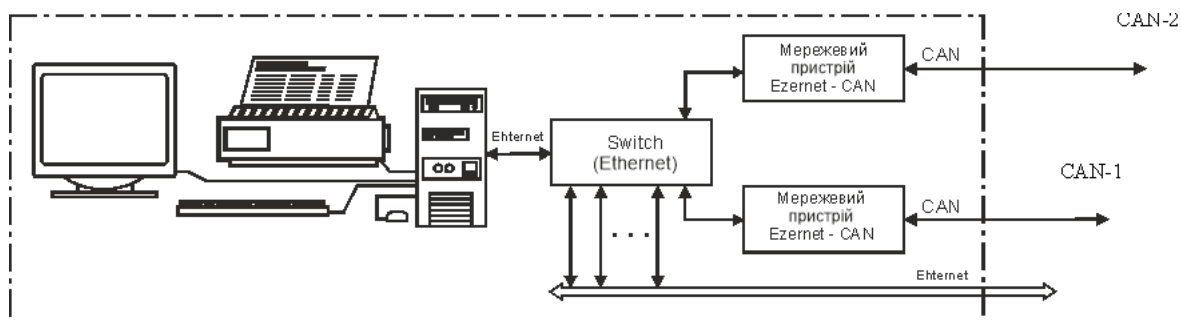 CAN-2
Мережевий
пристрій
Ezernet - CAN
CAN
Ehternet
Switch
(Ethernet)
CAN-1
Мережевий
пристрій
Ezernet - CAN
CAN
. . .
Ehternet